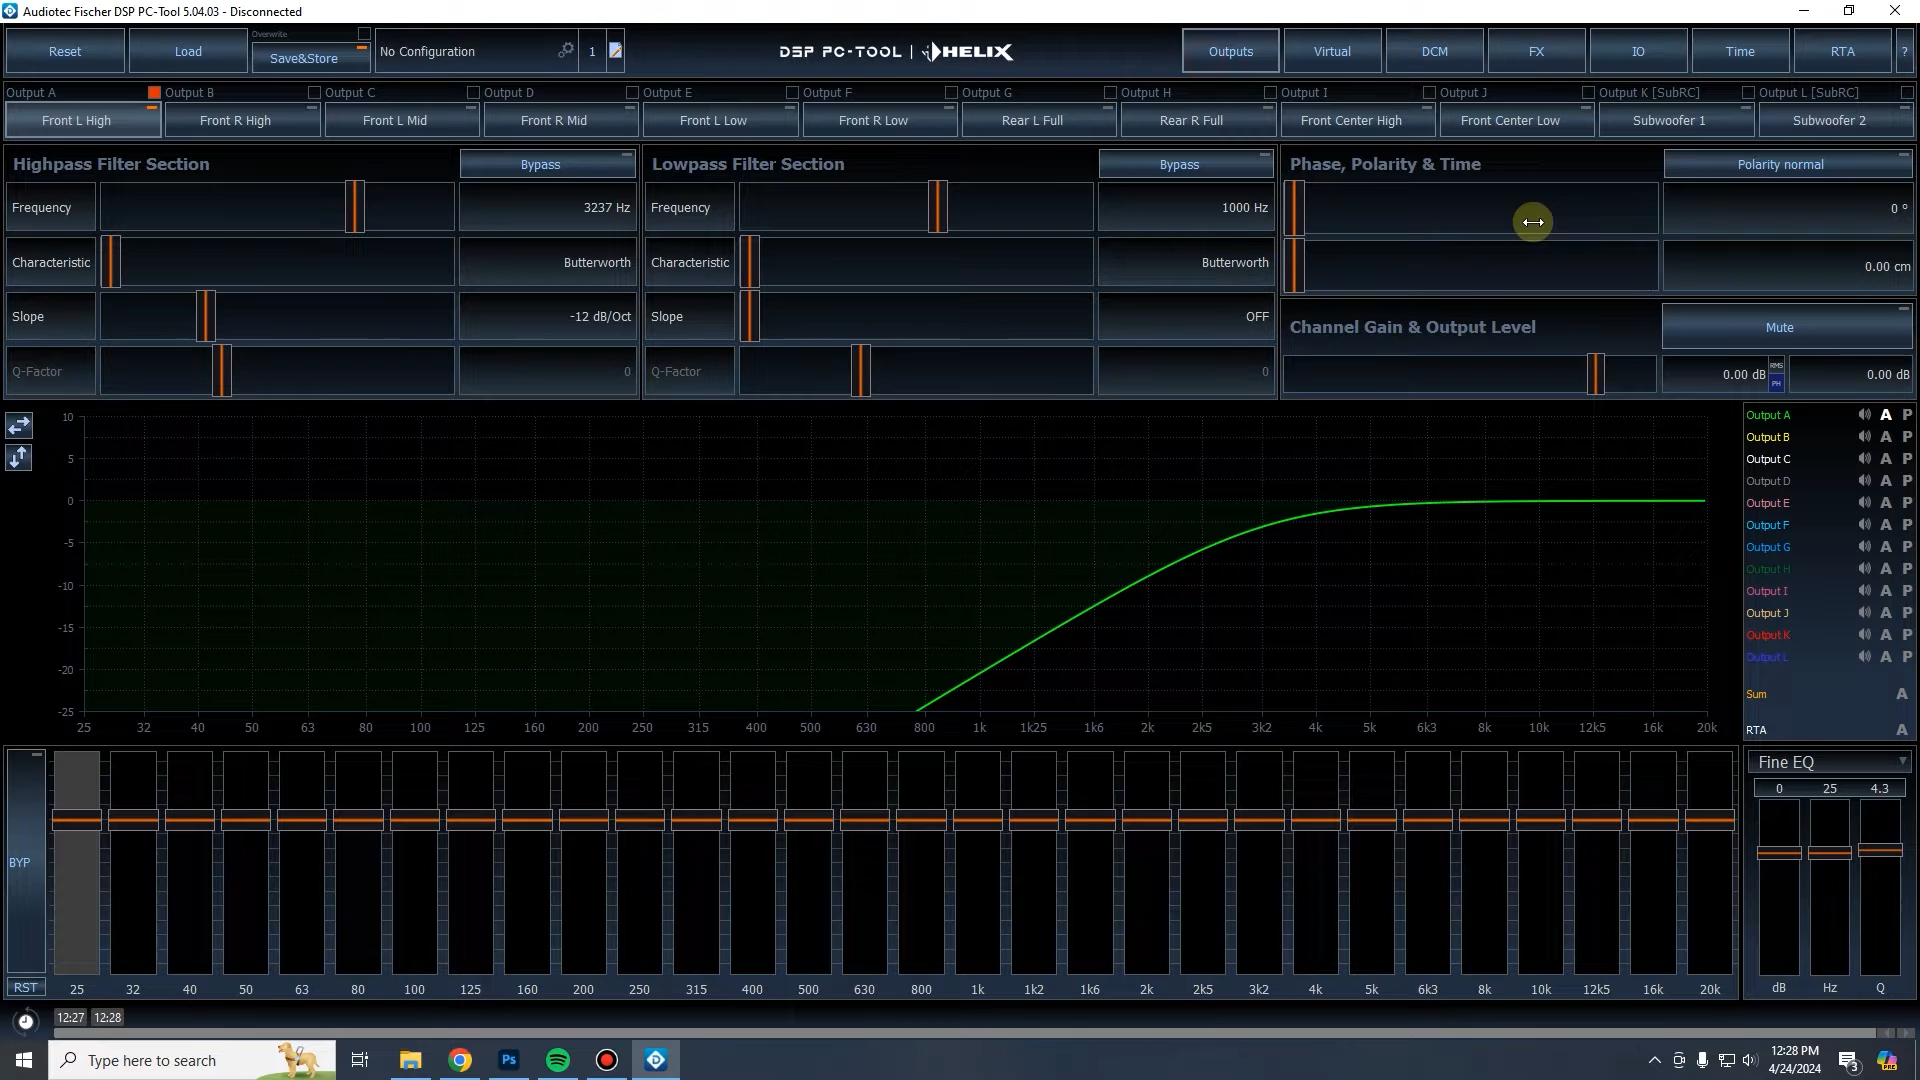 Audiotec Fischer DSP PC-Tool 5.04.03 - Disconnected
Reset
Load
Overwrite
Save&Store
No Configuration
1
DSP PC-TOOL | HELIX
Outputs
Virtual
DCM
FX
IO
Time
RTA
?
Output A
Output B
Output C
Output D
Output E
Output F
Output G
Output H
Output I
Output J
Output K [SubRC]
Output L [SubRC]
Front L High
Front R High
Front L Mid
Front R Mid
Front L Low
Front R Low
Rear L Full
Rear R Full
Front Center High
Front Center Low
Subwoofer 1
Subwoofer 2
Highpass Filter Section
Bypass
Frequency
3237 Hz
Characteristic
Butterworth
Slope
-12 dB/Oct
Q-Factor
0
Lowpass Filter Section
Bypass
Frequency
1000 Hz
Characteristic
Butterworth
Slope
OFF
Q-Factor
0
Phase, Polarity & Time
Polarity normal
0 °
0.00 cm
Channel Gain & Output Level
Mute
0.00 dB
RMS
PH
0.00 dB
10
5
0
-5
-10
-15
-20
-25
25 32 40 50 63 80 100 125 160 200 250 315 400 500 630 800 1k 1k25 1k6 2k 2k5 3k2 4k 5k 6k3 8k 10k 12k5 16k 20k
Output A A P
Output B A P
Output C A P
Output D A P
Output E A P
Output F A P
Output G A P
Output H A P
Output I A P
Output J A P
Output K A P
Output L A P
Sum A
RTA A
BYP
RST
25 32 40 50 63 80 100 125 160 200 250 315 400 500 630 800 1k 1k2 1k6 2k 2k5 3k2 4k 5k 6k3 8k 10k 12k5 16k 20k
Fine EQ
0 25 4.3
dB Hz Q
12:27 12:28
Type here to search
Ps
12:28 PM
4/24/2024
3
PRE